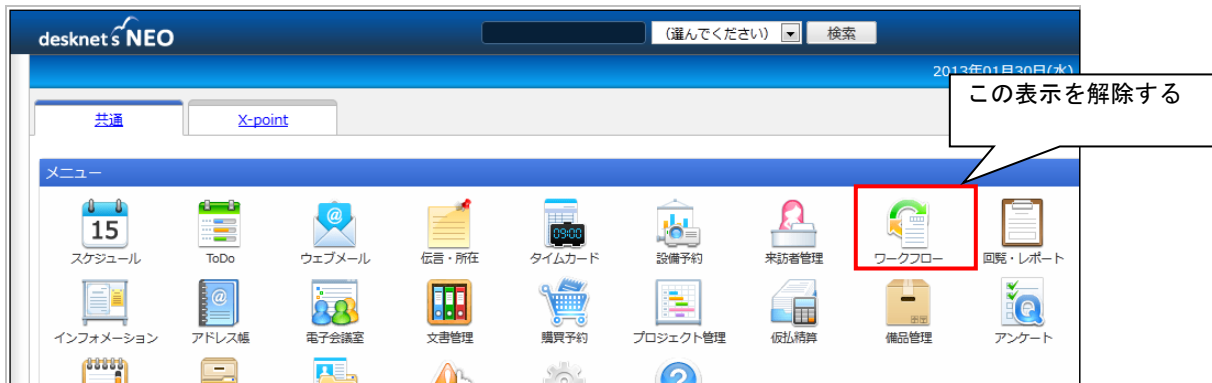 desknet's NEO
(選んでください)
検索
2013年01月30日(水)
この表示を解除する
共通
X-point
メニュー
15
09:00
スケジュール
ToDo
ウェブメール
伝言・所在
タイムカード
設備予約
来訪者管理
ワークフロー
回覧・レポート
インフォメーション
アドレス帳
電子会議室
文書管理
購買予約
プロジェクト管理
仮払精算
備品管理
アンケート